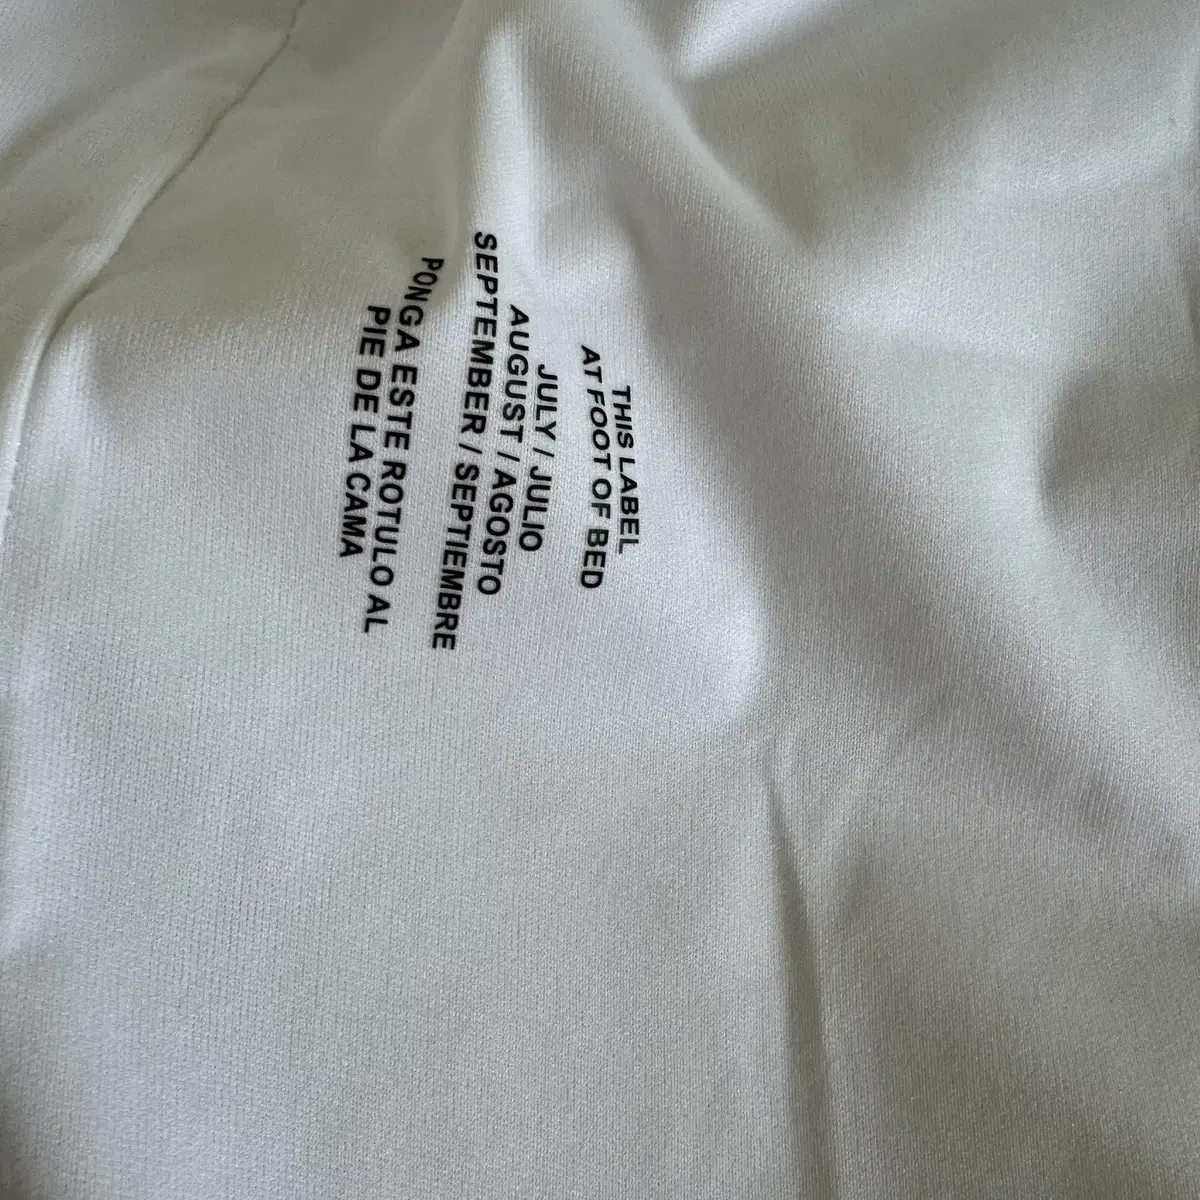 THIS LABEL
AT FOOT OF BED
JULY / JULIO
AUGUST / AGOSTO
SEPTEMBER / SEPTIEMBRE
PONGA ESTE ROTULO AL
PIE DE LA CAMA